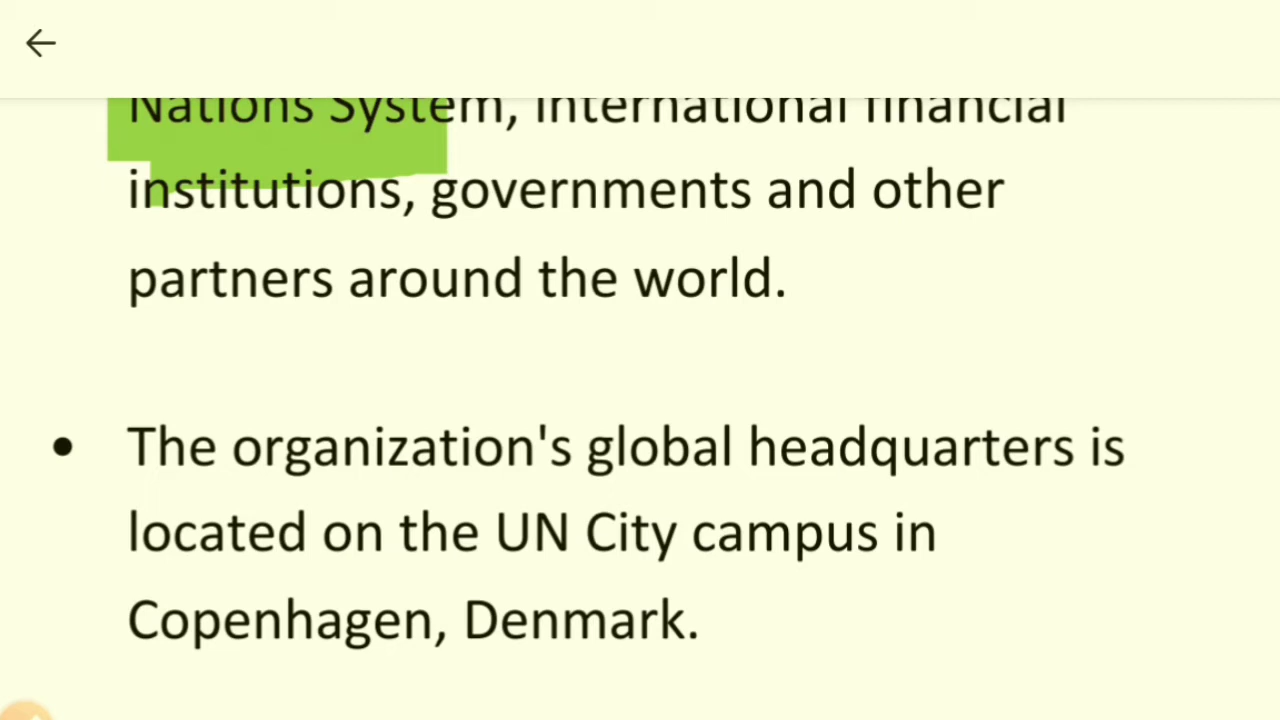 Nations System, international financial
institutions, governments and other
partners around the world.
• The organization's global headquarters is
located on the UN City campus in
Copenhagen, Denmark.